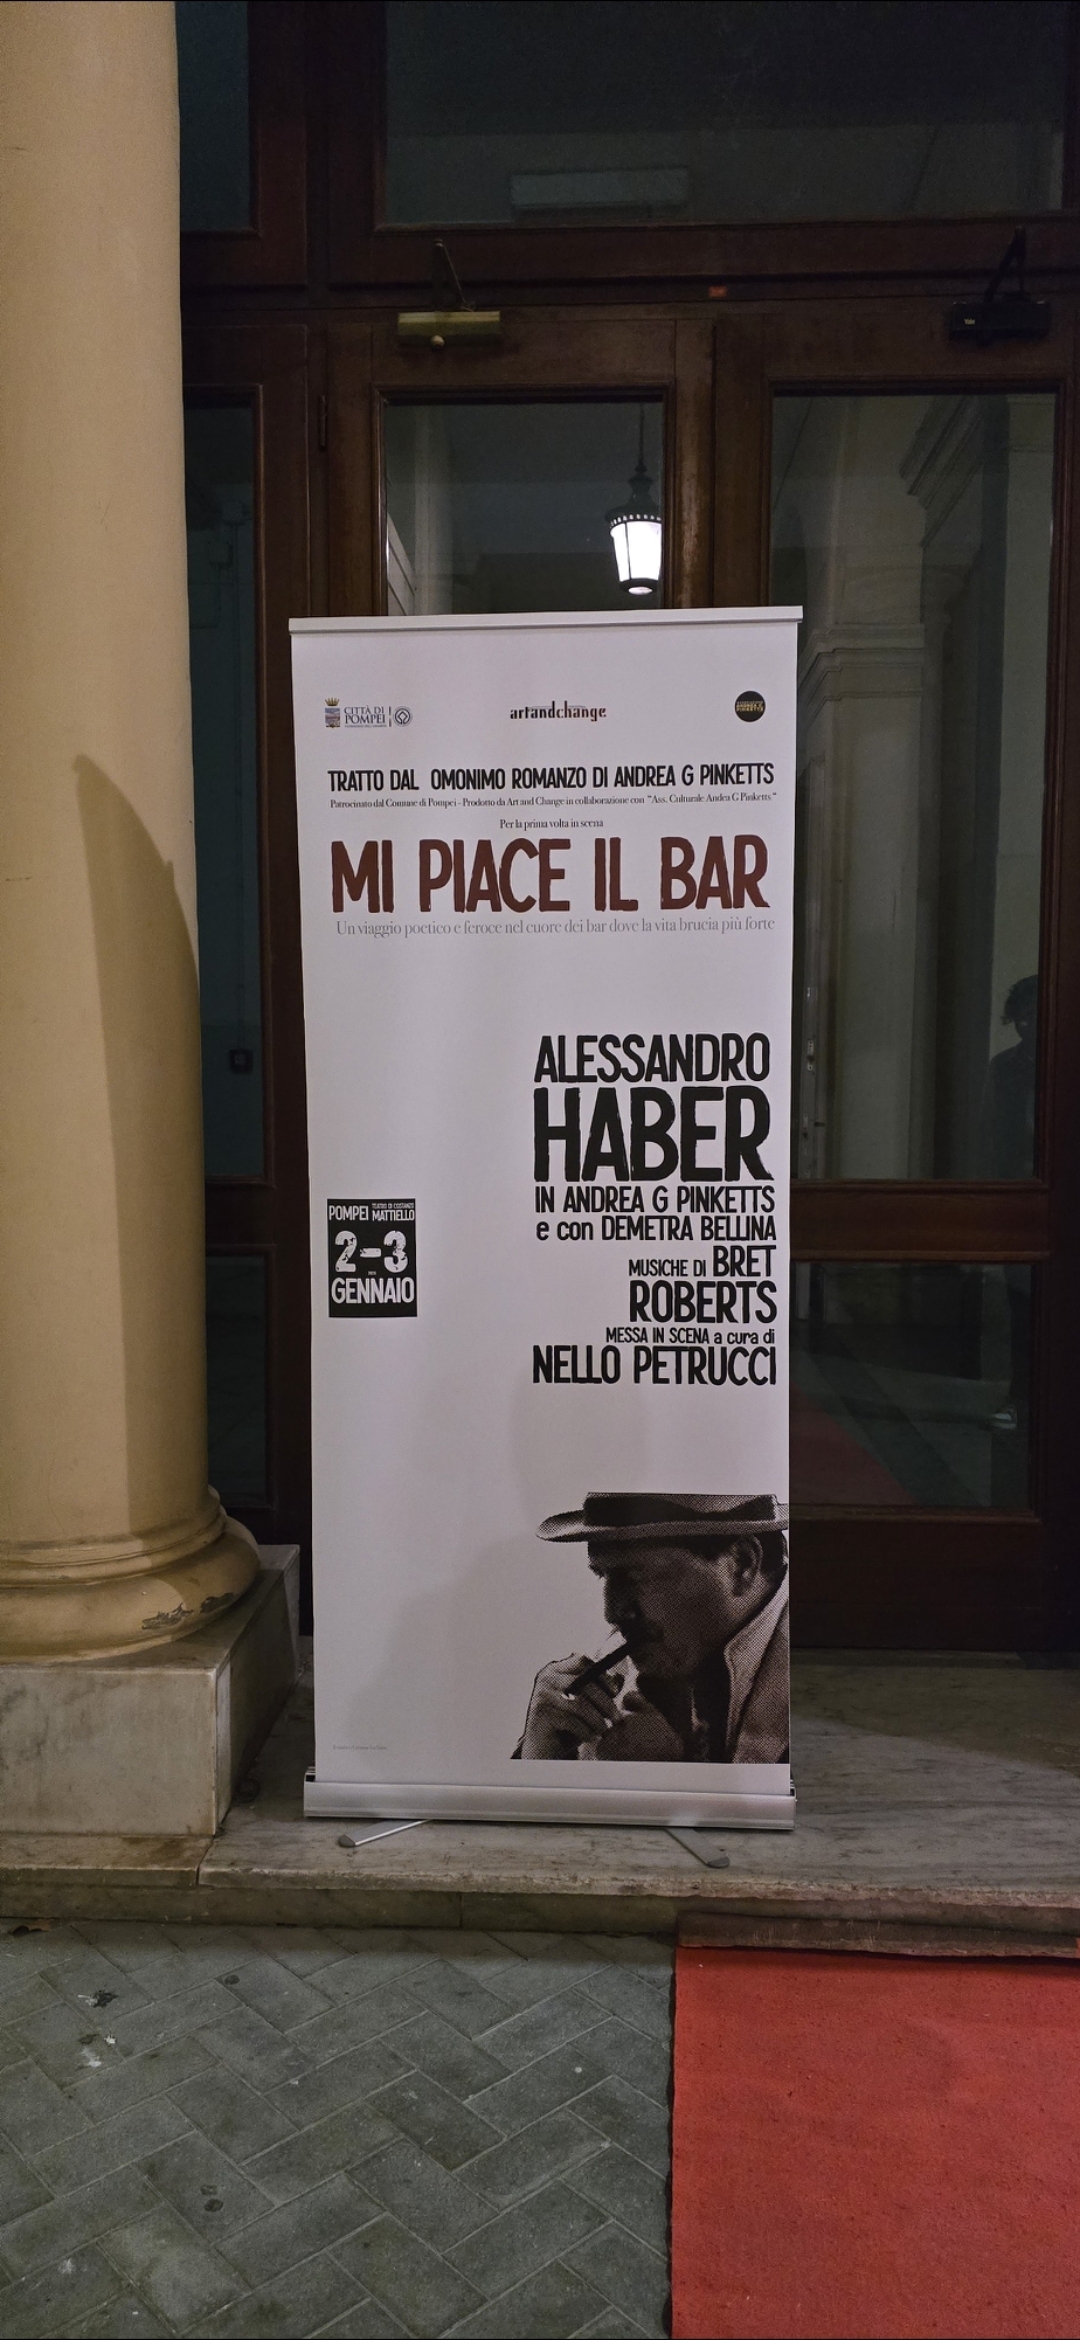 CITTÀ DI
POMPEI
artandchange
TRATTO DAL OMONIMO ROMANZO DI ANDREA G PINKETTS
Patrocinato dal Comune di Pompei - Prodotto da Art and Change in collaborazione con "Ass. Culturale Andea G Pinketts"
Per la prima volta in scena
MI PIACE IL BAR
Un viaggio poetico e feroce nel cuore dei bar dove la vita brucia più forte
ALESSANDRO
HABER
IN ANDREA G PINKETTS
e con DEMETRA BELLINA
MUSICHE DI BRET
ROBERTS
MESSA IN SCENA a cura di
NELLO PETRUCCI
POMPEI TEATRO DI COSTANZO
MATTIELLO
2-3
GENNAIO